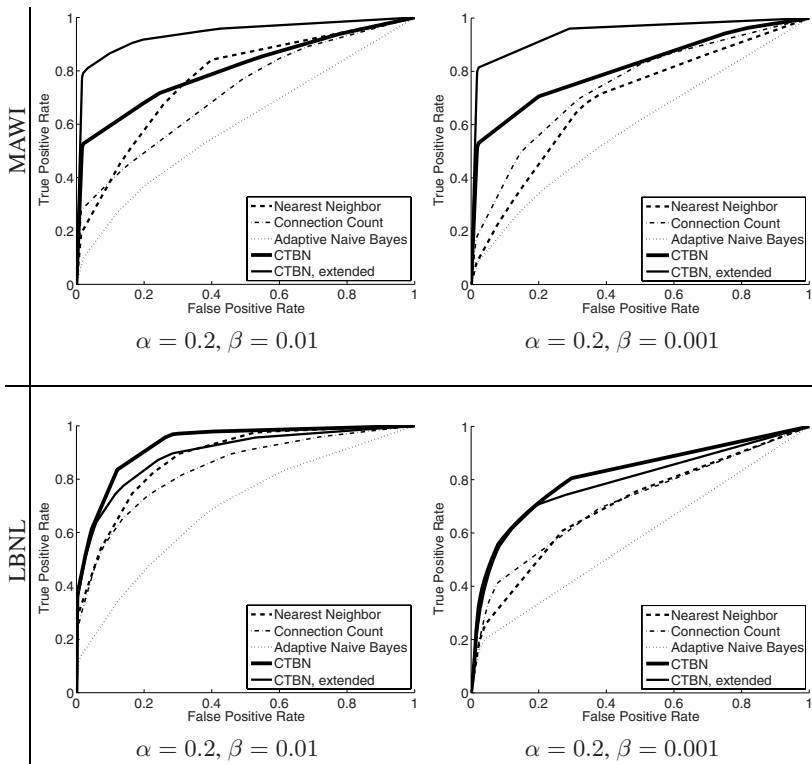 MAWI
True Positive Rate
1
0.8
0.6
0.4
0.2
0
0
0.2
0.4
0.6
0.8
1
False Positive Rate
Nearest Neighbor
Connection Count
Adaptive Naive Bayes
CTBN
CTBN, extended
α = 0.2, β = 0.01
True Positive Rate
1
0.8
0.6
0.4
0.2
0
0
0.2
0.4
0.6
0.8
1
False Positive Rate
Nearest Neighbor
Connection Count
Adaptive Naive Bayes
CTBN
CTBN, extended
α = 0.2, β = 0.001
LBNL
True Positive Rate
1
0.8
0.6
0.4
0.2
0
0
0.2
0.4
0.6
0.8
1
False Positive Rate
Nearest Neighbor
Connection Count
Adaptive Naive Bayes
CTBN
CTBN, extended
α = 0.2, β = 0.01
True Positive Rate
1
0.8
0.6
0.4
0.2
0
0
0.2
0.4
0.6
0.8
1
False Positive Rate
Nearest Neighbor
Connection Count
Adaptive Naive Bayes
CTBN
CTBN, extended
α = 0.2, β = 0.001